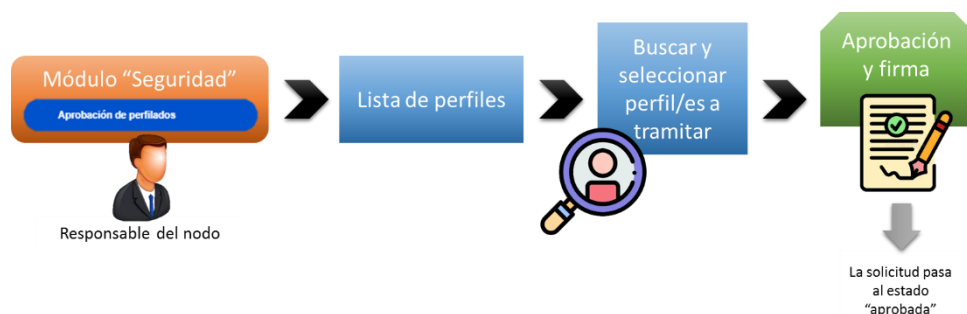 Módulo "Seguridad"
Aprobación de perfilados
Responsable del nodo
Lista de perfiles
Buscar y
seleccionar
perfil/es a
tramitar
Aprobación
y firma
La solicitud pasa
al estado
"aprobada"